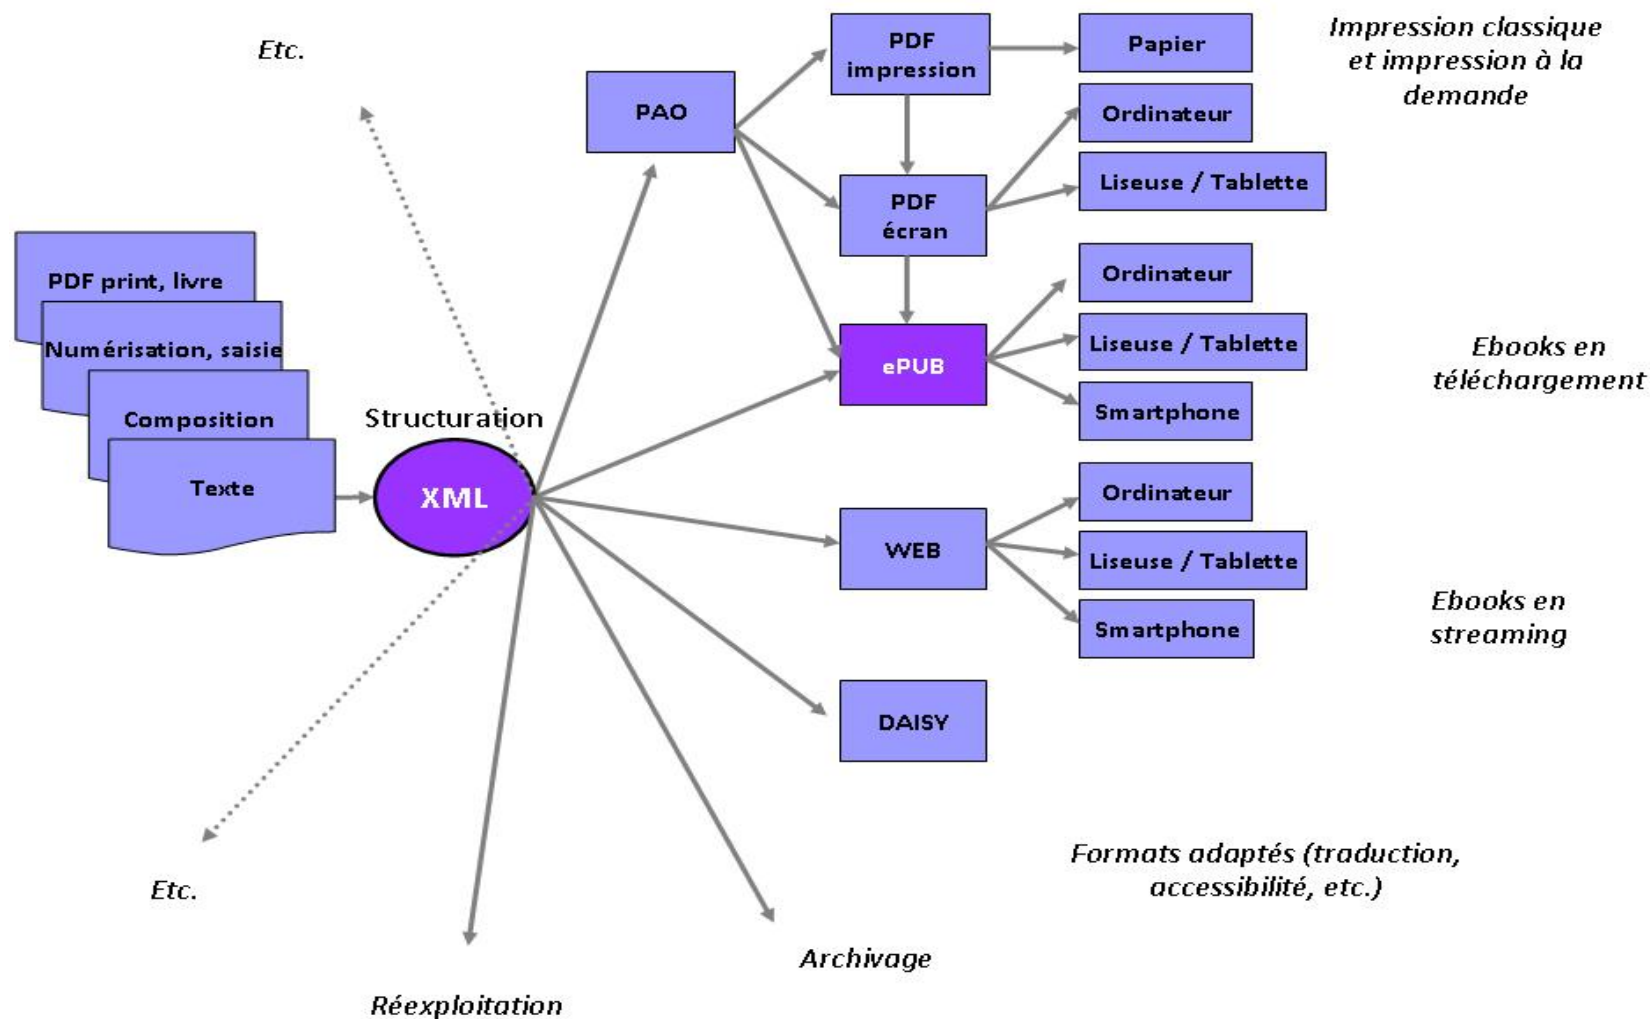 Etc.
PDF
impression
Papier
Impression classique
et impression à la
demande
PAO
Ordinateur
Liseuse / Tablette
PDF
écran
PDF print, livre
Numérisation, saisie
Composition
Texte
Structuration
XML
Ordinateur
Liseuse / Tablette
Smartphone
ePUB
Ebooks en
téléchargement
Ordinateur
Liseuse / Tablette
Smartphone
WEB
Ebooks en
streaming
DAISY
Formats adaptés (traduction,
accessibilité, etc.)
Etc.
Archivage
Réexploitation